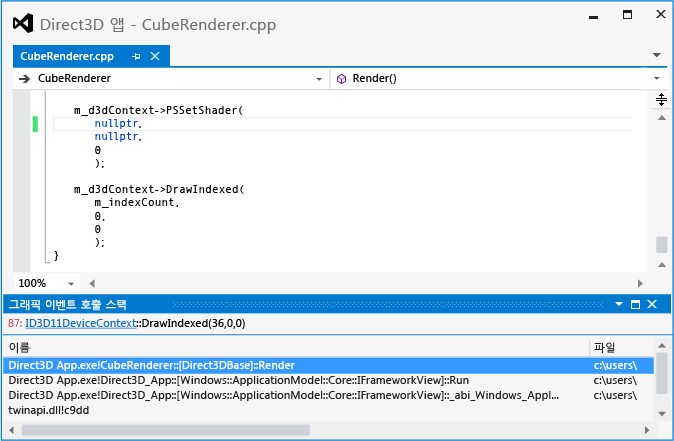 Direct3D 앱 - CubeRenderer.cpp
CubeRenderer.cpp
CubeRenderer
Render()
m_d3dContext->PSSetShader(
nullptr,
nullptr,
0
);
m_d3dContext->DrawIndexed(
m_indexCount,
0,
0
);
}
100%
그래픽 이벤트 호출 스택
87: ID3D11DeviceContext::DrawIndexed(36,0,0)
이름 파일
Direct3D App.exe!CubeRenderer::[Direct3DBase]::Render c:\users\
Direct3D App.exe!Direct3D_App::[Windows::ApplicationModel::Core::IFrameworkView]::Run c:\users\
Direct3D App.exe!Direct3D_App::[Windows::ApplicationModel::Core::IFrameworkView]::_abi_Windows_Appl... c:\users\
twinapi.dll!c9dd